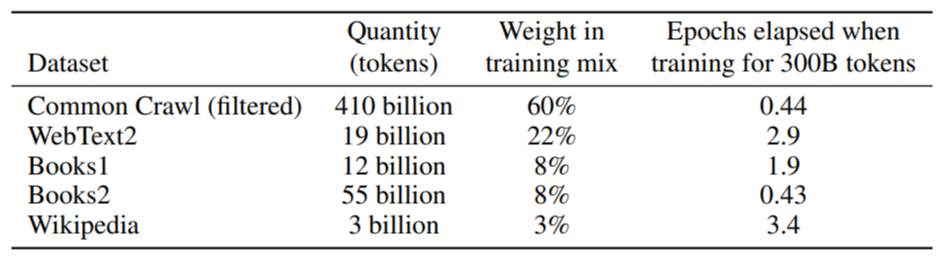 Quantity Weight in Epochs elapsed when
Dataset (tokens) training mix training for 300B tokens
Common Crawl (filtered) 410 billion 60% 0.44
WebText2 19 billion 22% 2.9
Books1 12 billion 8% 1.9
Books2 55 billion 8% 0.43
Wikipedia 3 billion 3% 3.4